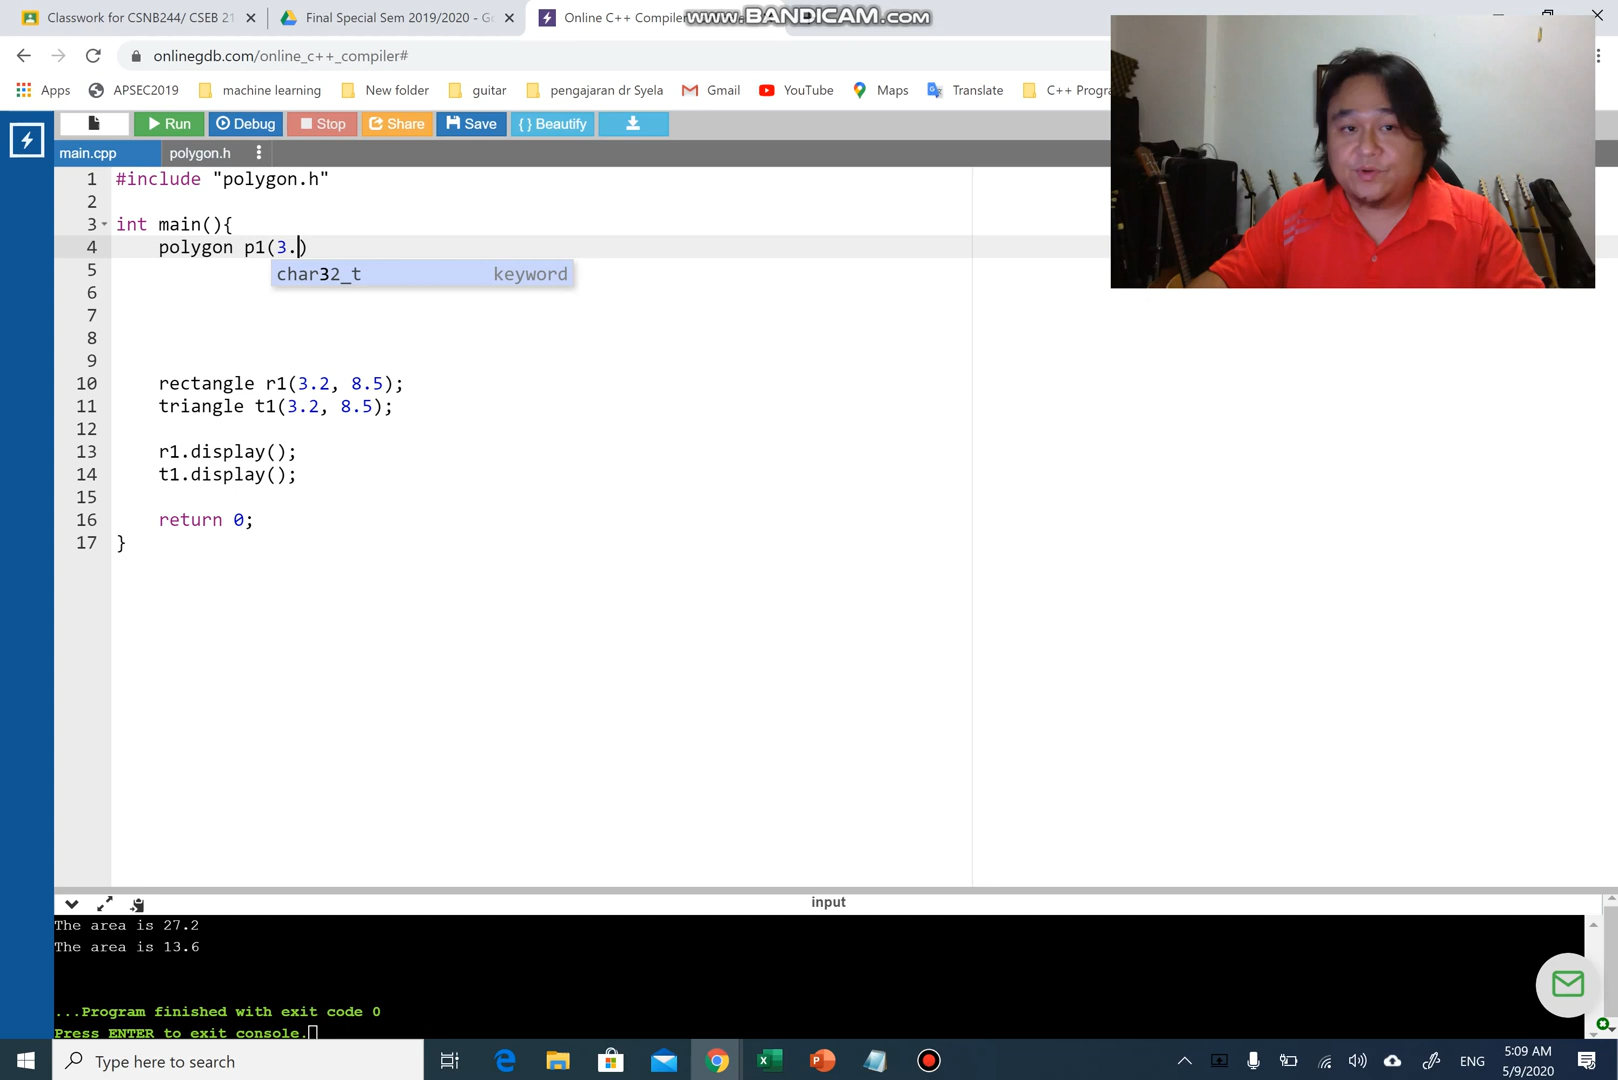 Classwork for CSNB244/ CSEB 21
Final Special Sem 2019/2020 - Go
Online C++ Compiler
www.BANDICAM.com
onlinegdb.com/online_c++_compiler#
Apps
APSEC2019
machine learning
New folder
guitar
pengajaran dr Syela
Gmail
YouTube
Maps
Translate
C++ Progra
Run
Debug
Stop
Share
Save
{ } Beautify
main.cpp
polygon.h
1 #include "polygon.h"
2
3 int main(){
4 polygon p1(3.)
char32_t keyword
5
6
7
8
9
10 rectangle r1(3.2, 8.5);
11 triangle t1(3.2, 8.5);
12
13 r1.display();
14 t1.display();
15
16 return 0;
17 }
input
The area is 27.2
The area is 13.6
...Program finished with exit code 0
Press ENTER to exit console.
Type here to search
ENG
5:09 AM
5/9/2020